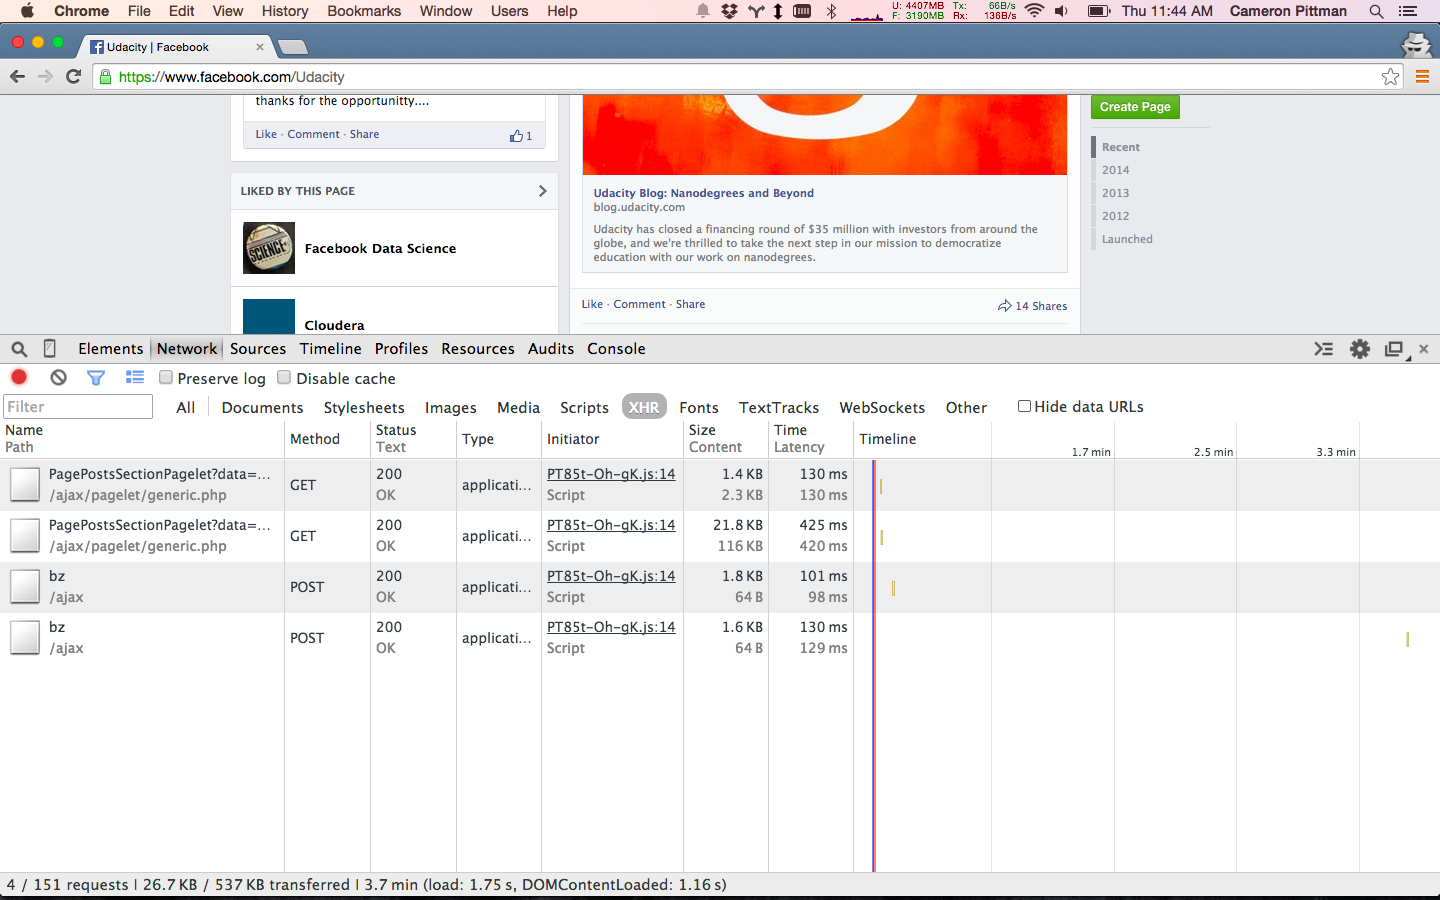 Chrome File Edit View History Bookmarks Window Users Help
U: 4407MB Tx: 66B/s
F: 3190MB Rx: 136B/s
Thu 11:44 AM Cameron Pittman
Udacity | Facebook
https://www.facebook.com/Udacity
thanks for the opportunitty....
Like · Comment · Share
1
LIKED BY THIS PAGE
SCIENCE
Facebook Data Science
Cloudera
Udacity Blog: Nanodegrees and Beyond
blog.udacity.com
Udacity has closed a financing round of $35 million with investors from around the
globe, and we're thrilled to take the next step in our mission to democratize
education with our work on nanodegrees.
Like · Comment · Share
14 Shares
Create Page
Recent
2014
2013
2012
Launched
Elements Network Sources Timeline Profiles Resources Audits Console
Preserve log Disable cache
Filter All Documents Stylesheets Images Media Scripts XHR Fonts TextTracks WebSockets Other Hide data URLs
Name Method Status Type Initiator Size Time Timeline
Path Text Content Latency 1.7 min 2.5 min 3.3 min
PagePostsSectionPagelet?data=... GET 200 applicati... PT85t-Oh-gK.js:14 1.4 KB 130 ms
/ajax/pagelet/generic.php OK Script 2.3 KB 130 ms
PagePostsSectionPagelet?data=... GET 200 applicati... PT85t-Oh-gK.js:14 21.8 KB 425 ms
/ajax/pagelet/generic.php OK Script 116 KB 420 ms
bz POST 200 applicati... PT85t-Oh-gK.js:14 1.8 KB 101 ms
/ajax OK Script 64 B 98 ms
bz POST 200 applicati... PT85t-Oh-gK.js:14 1.6 KB 130 ms
/ajax OK Script 64 B 129 ms
4 / 151 requests | 26.7 KB / 537 KB transferred | 3.7 min (load: 1.75 s, DOMContentLoaded: 1.16 s)